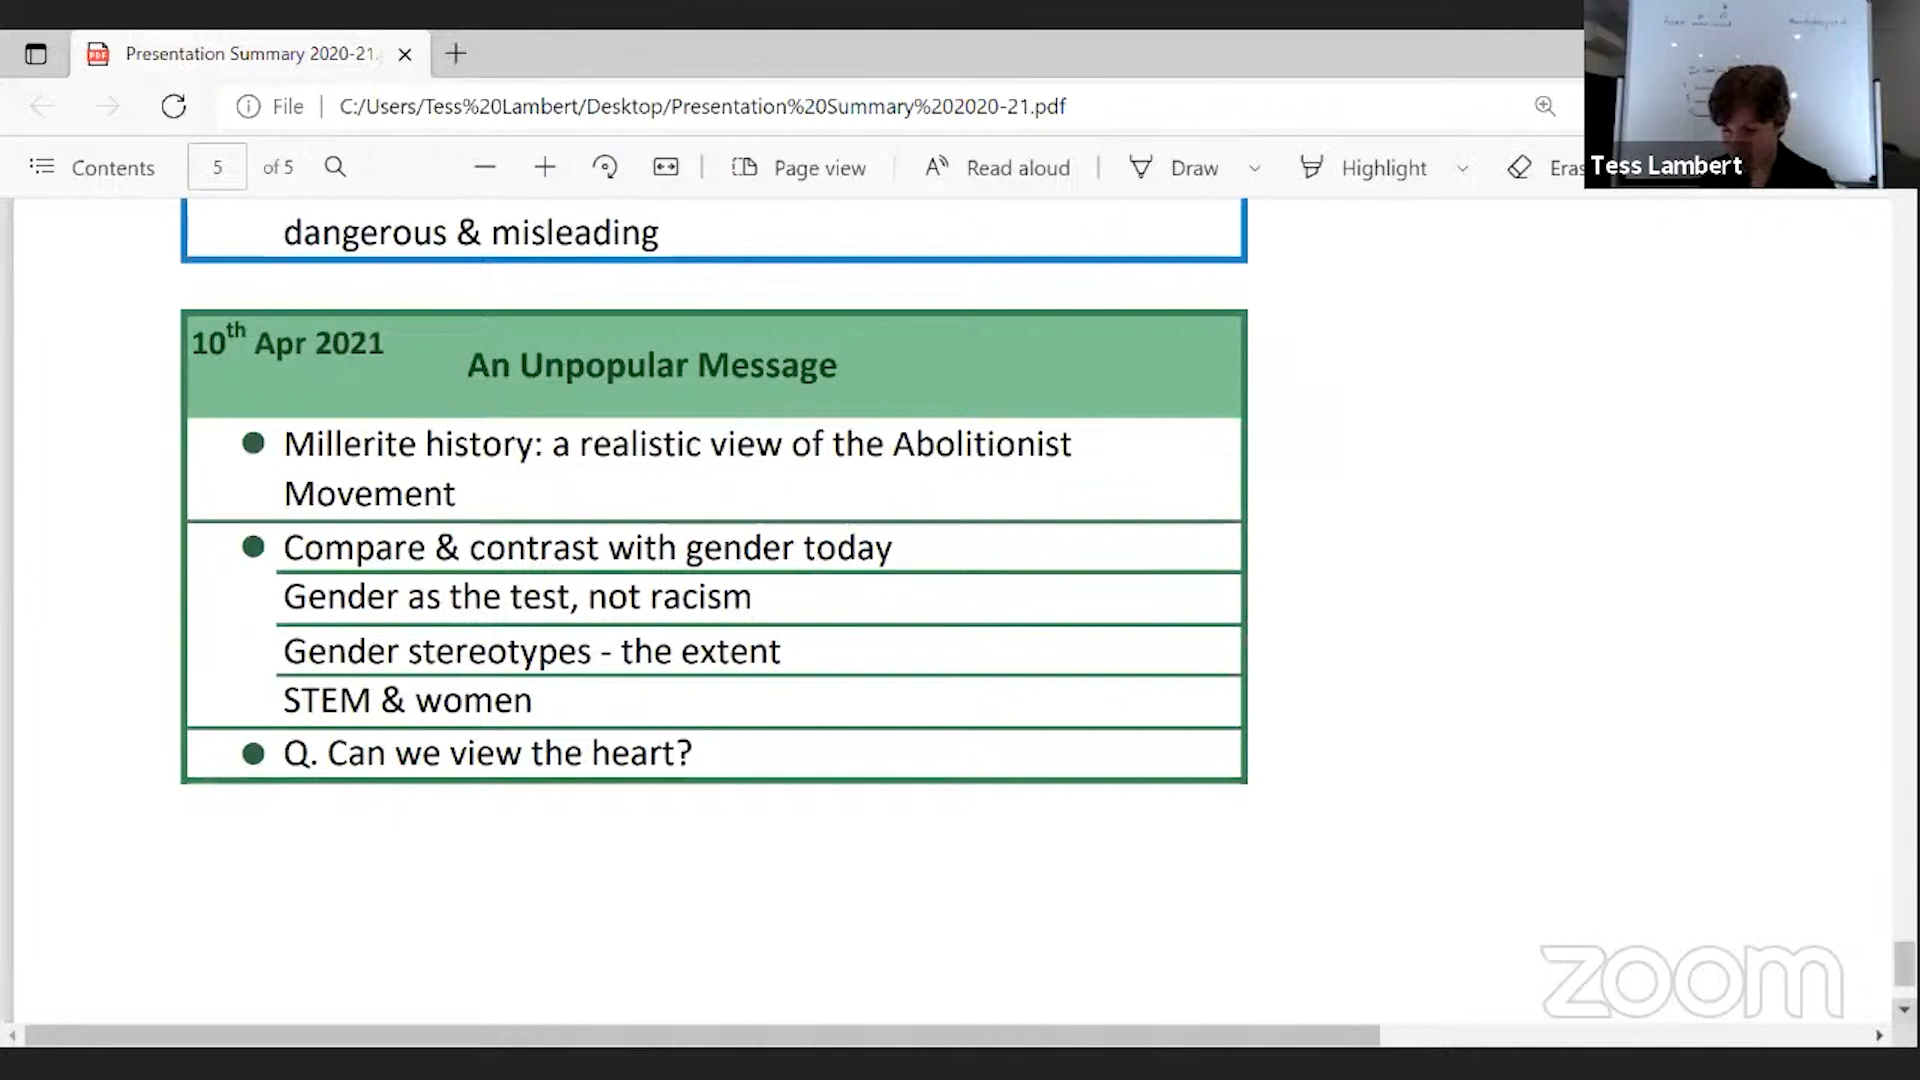 Presentation Summary 2020-21.
File
C:/Users/Tess%20Lambert/Desktop/Presentation%20Summary%202020-21.pdf
Contents
5
of 5
Page view
Read aloud
Draw
Highlight
Eras
Tess Lambert
dangerous & misleading
10th Apr 2021
An Unpopular Message
Millerite history: a realistic view of the Abolitionist
Movement
Compare & contrast with gender today
Gender as the test, not racism
Gender stereotypes - the extent
STEM & women
Q. Can we view the heart?
zoom